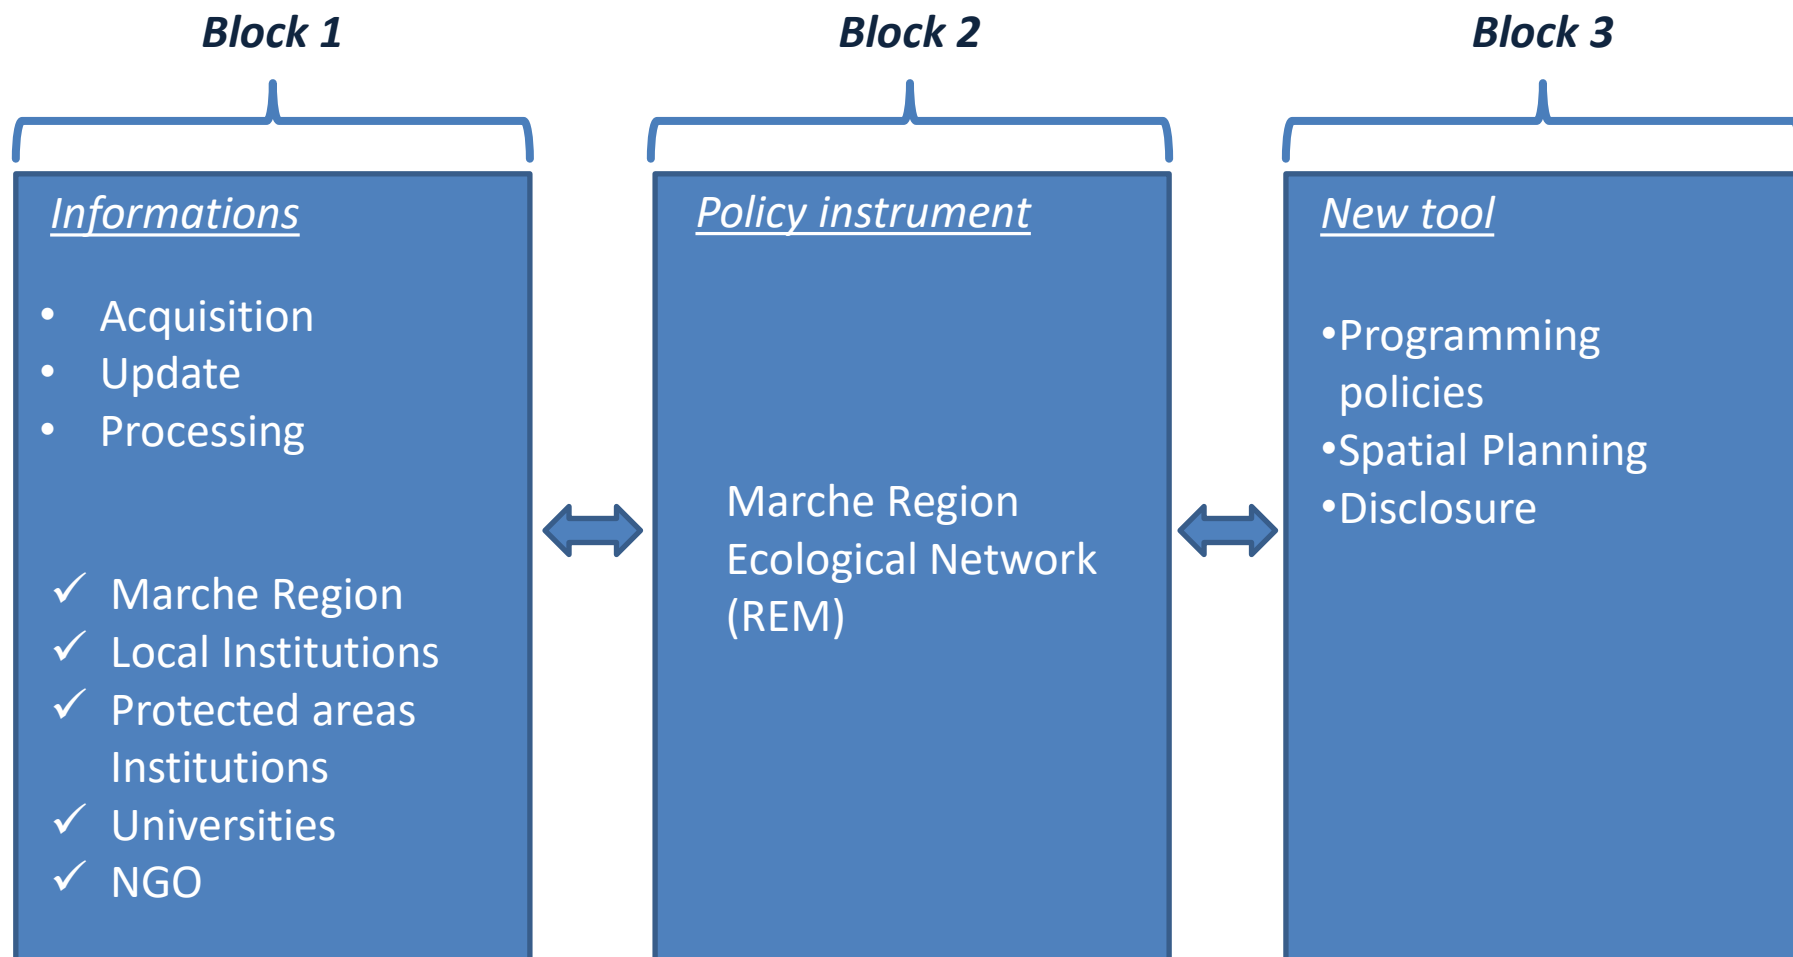 Block 1
Informations
• Acquisition
• Update
• Processing
✓ Marche Region
✓ Local Institutions
✓ Protected areas
Institutions
✓ Universities
✓ NGO
Block 2
Policy instrument
Marche Region
Ecological Network
(REM)
Block 3
New tool
•Programming
policies
•Spatial Planning
•Disclosure